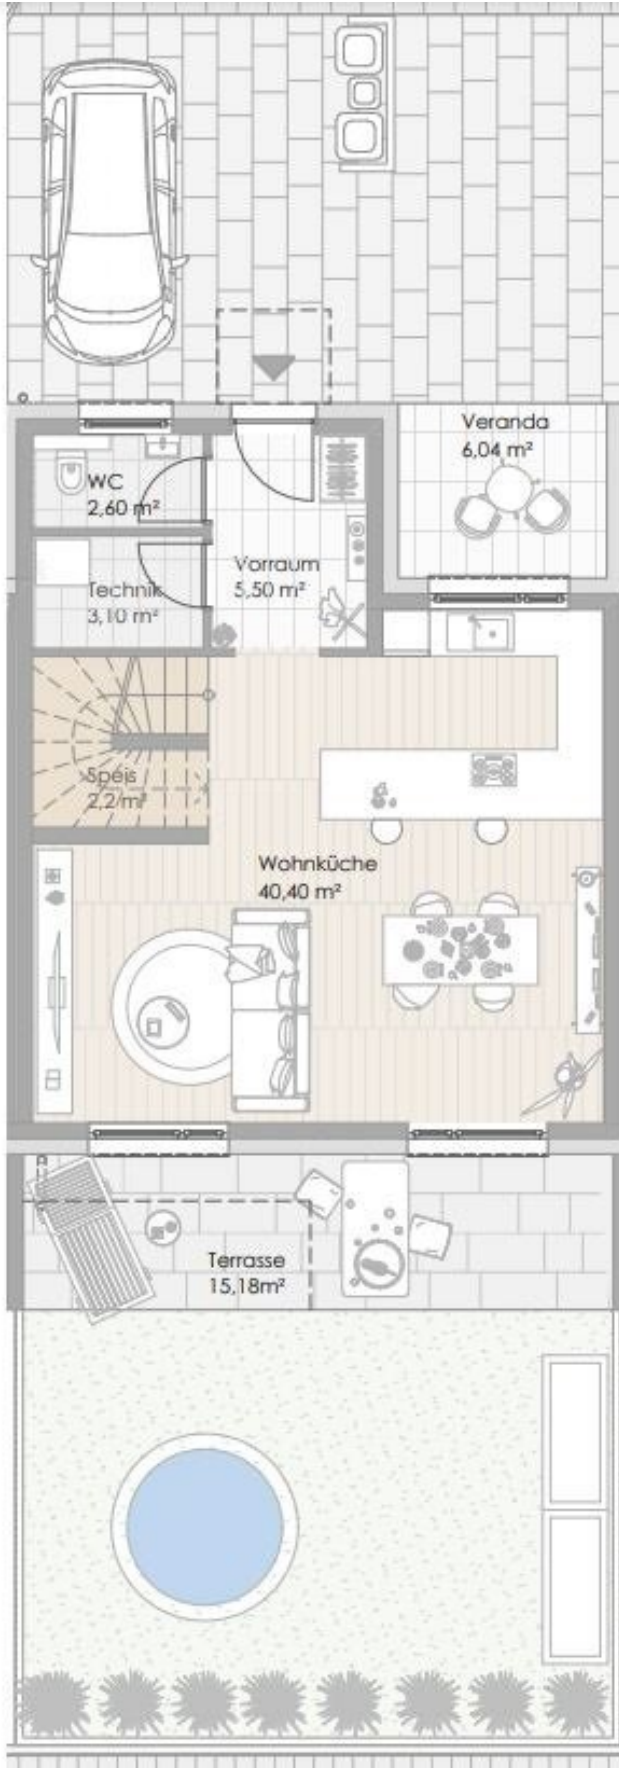 Veranda
6,04 m²
WC
2,60 m²
Vorraum
5,50 m²
Technik
3,10 m²
Speis
2,2 m²
Wohnküche
40,40 m²
Terrasse
15,18m²